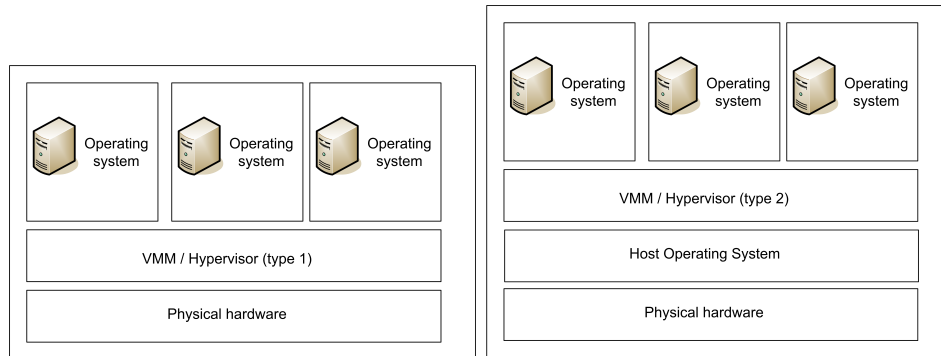 Operating
system
Operating
system
Operating
system
VMM / Hypervisor (type 1)
Physical hardware
Operating
system
Operating
system
Operating
system
VMM / Hypervisor (type 2)
Host Operating System
Physical hardware